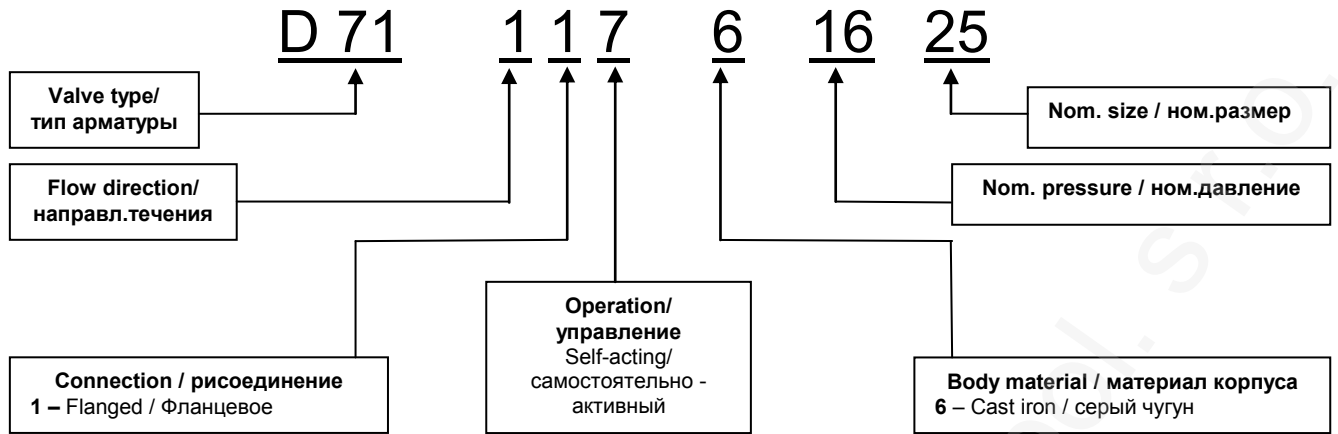 D 71 1 1 7 6 16 25
Valve type/
тип арматуры
Nom. size / ном.размер
Flow direction/
направл.течения
Nom. pressure / ном.давление
Operation/
управление
Self-acting/
самостоятельно -
активный
Connection / рисоединение
1 – Flanged / Фланцевое
Body material / материал корпуса
6 – Cast iron / серый чугун
ol. s r.o.